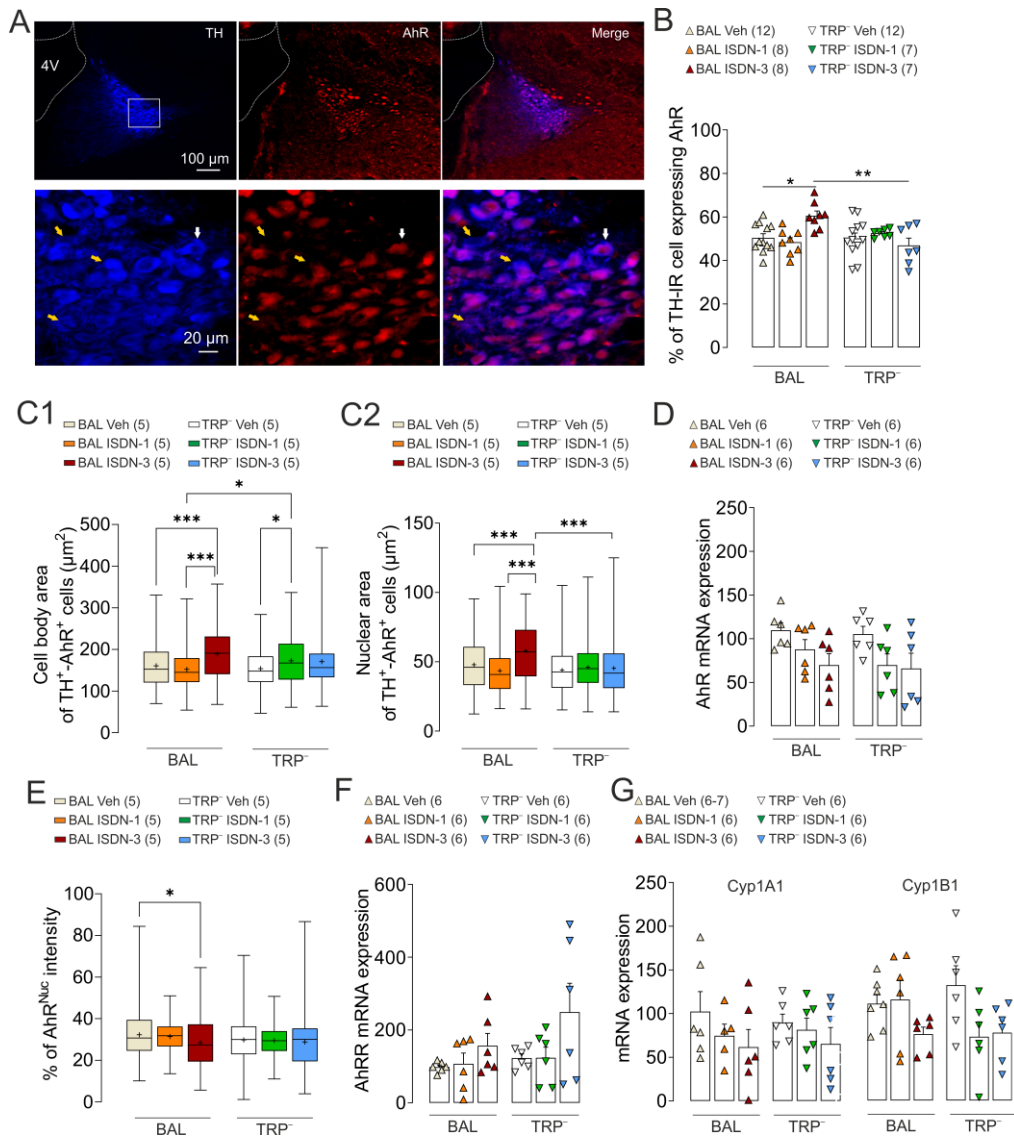 A
TH
AhR
Merge
4V
100 µm
20 µm
B
BAL Veh (12)
TRP⁻ Veh (12)
BAL ISDN-1 (8)
TRP⁻ ISDN-1 (7)
BAL ISDN-3 (8)
TRP⁻ ISDN-3 (7)
% of TH-IR cell expressing AhR
100
80
60
40
20
0
*
**
BAL
TRP⁻
C1
BAL Veh (5)
TRP⁻ Veh (5)
BAL ISDN-1 (5)
TRP⁻ ISDN-1 (5)
BAL ISDN-3 (5)
TRP⁻ ISDN-3 (5)
Cell body area
of TH⁺-AhR⁺ cells (µm²)
500
400
300
200
100
0
*
***
*
***
BAL
TRP⁻
C2
BAL Veh (5)
TRP⁻ Veh (5)
BAL ISDN-1 (5)
TRP⁻ ISDN-1 (5)
BAL ISDN-3 (5)
TRP⁻ ISDN-3 (5)
Nuclear area
of TH⁺-AhR⁺ cells (µm²)
150
100
50
0
***
***
***
BAL
TRP⁻
D
BAL Veh (6
TRP⁻ Veh (6)
BAL ISDN-1 (6)
TRP⁻ ISDN-1 (6)
BAL ISDN-3 (6)
TRP⁻ ISDN-3 (6)
AhR mRNA expression
250
200
150
100
50
0
BAL
TRP⁻
E
BAL Veh (5)
TRP⁻ Veh (5)
BAL ISDN-1 (5)
TRP⁻ ISDN-1 (5)
BAL ISDN-3 (5)
TRP⁻ ISDN-3 (5)
% of AhRᴺᵘᶜ intensity
100
80
60
40
20
0
*
BAL
TRP⁻
F
BAL Veh (6
TRP⁻ Veh (6)
BAL ISDN-1 (6)
TRP⁻ ISDN-1 (6)
BAL ISDN-3 (6)
TRP⁻ ISDN-3 (6)
AhRR mRNA expression
600
400
200
0
BAL
TRP⁻
G
BAL Veh (6-7)
TRP⁻ Veh (6)
BAL ISDN-1 (6)
TRP⁻ ISDN-1 (6)
BAL ISDN-3 (6)
TRP⁻ ISDN-3 (6)
mRNA expression
Cyp1A1
Cyp1B1
250
200
150
100
50
0
BAL
TRP⁻
BAL
TRP⁻